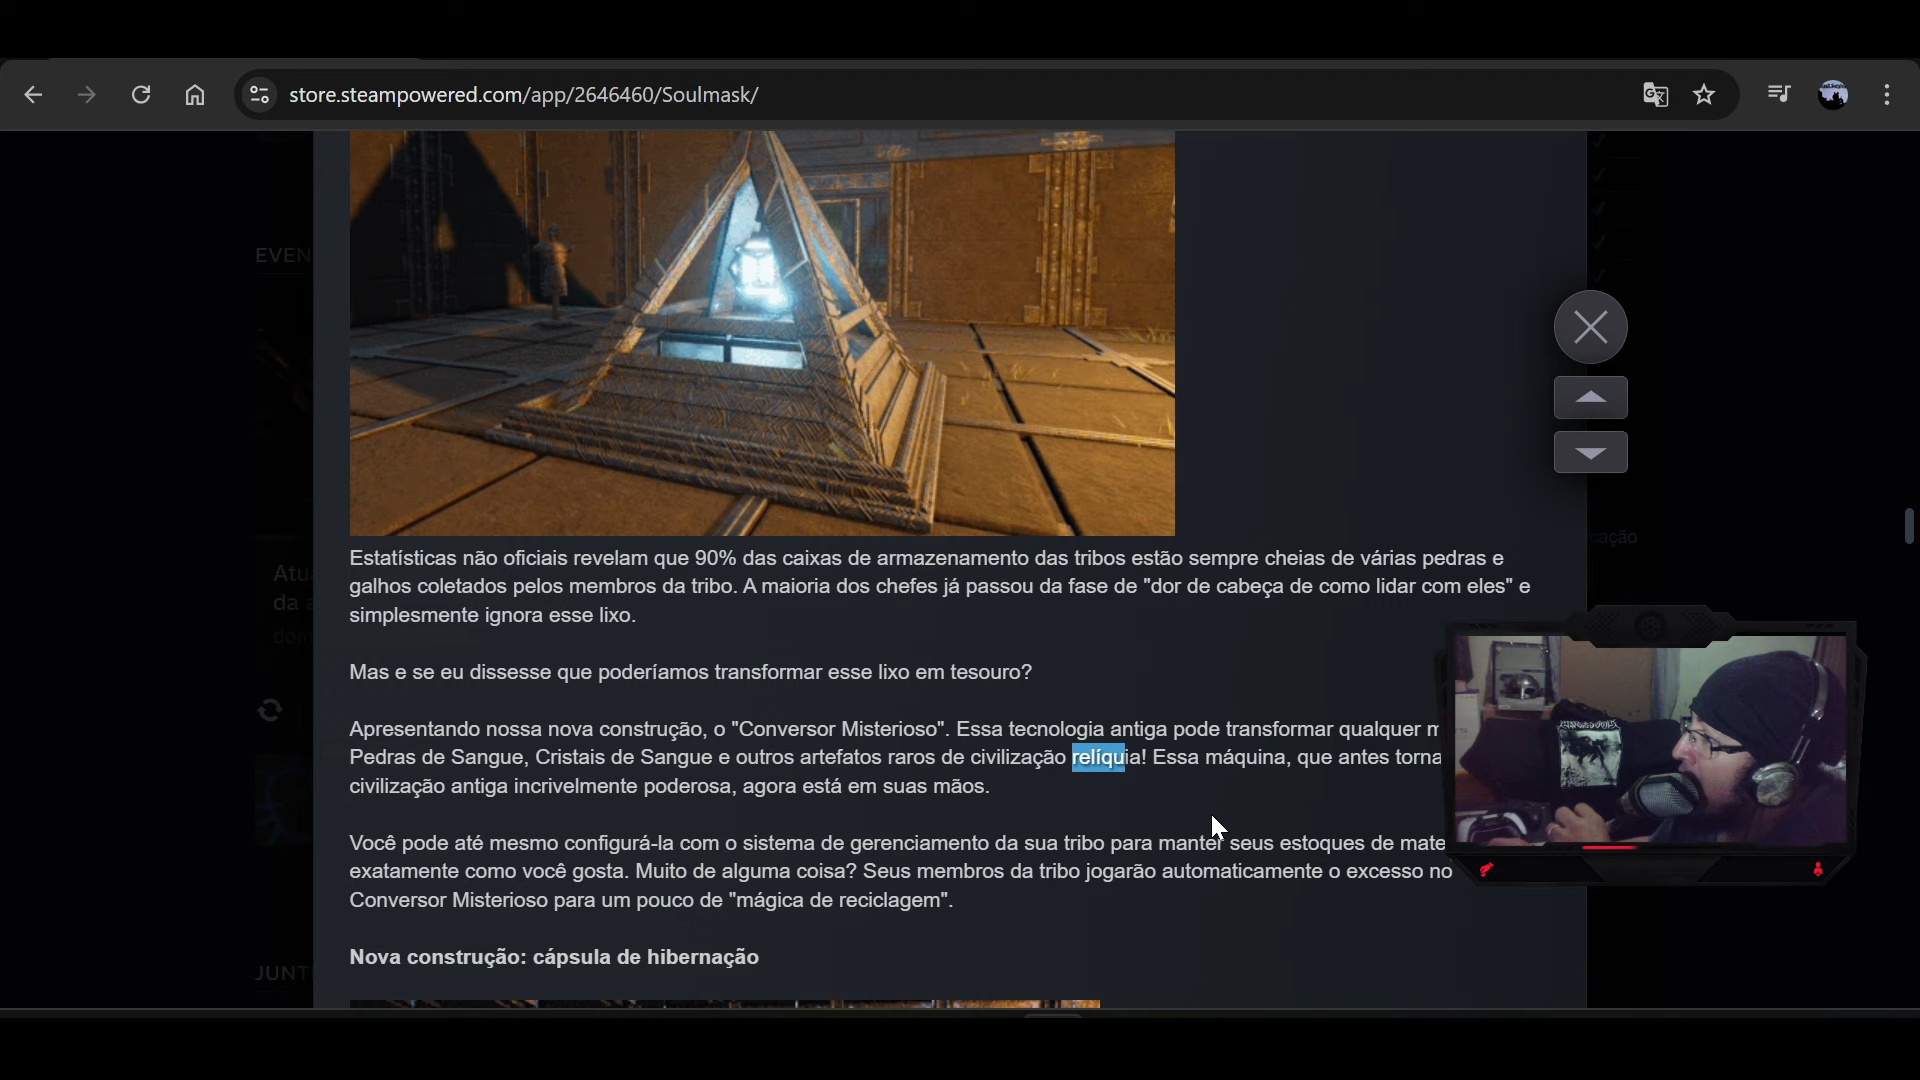 store.steampowered.com/app/2646460/Soulmask/
EVEN
cação
Atu
da a
dom
Estatísticas não oficiais revelam que 90% das caixas de armazenamento das tribos estão sempre cheias de várias pedras e
galhos coletados pelos membros da tribo. A maioria dos chefes já passou da fase de "dor de cabeça de como lidar com eles" e
simplesmente ignora esse lixo.
Mas e se eu dissesse que poderíamos transformar esse lixo em tesouro?
Apresentando nossa nova construção, o "Conversor Misterioso". Essa tecnologia antiga pode transformar qualquer m
Pedras de Sangue, Cristais de Sangue e outros artefatos raros de civilização relíquia! Essa máquina, que antes torna
civilização antiga incrivelmente poderosa, agora está em suas mãos.
Você pode até mesmo configurá-la com o sistema de gerenciamento da sua tribo para manter seus estoques de mate
exatamente como você gosta. Muito de alguma coisa? Seus membros da tribo jogarão automaticamente o excesso no
Conversor Misterioso para um pouco de "mágica de reciclagem".
Nova construção: cápsula de hibernação
JUNT